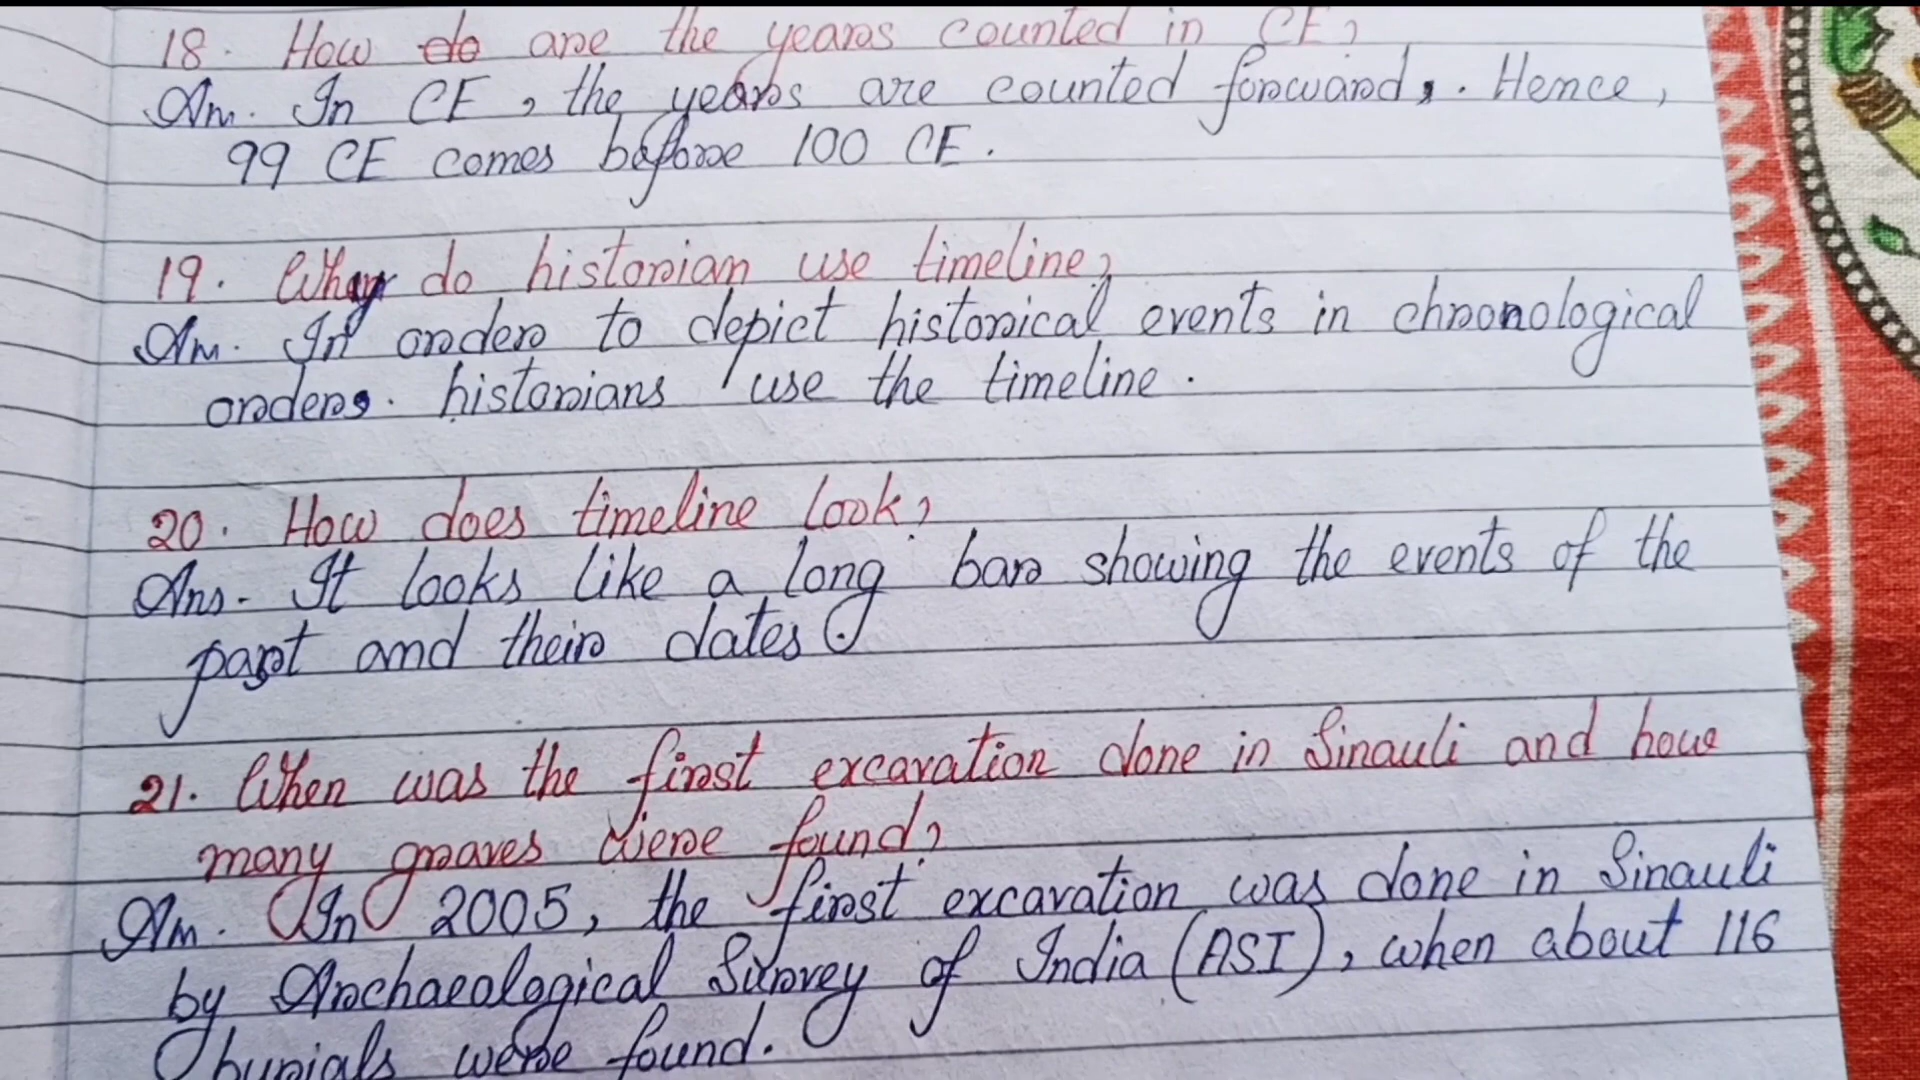 18. How do are the years counted in CE?
Ans. In CE, the years are counted forward. Hence,
99 CE comes before 100 CE.
19. Why do historian use timeline?
Ans. In order to depict historical events in chronological
orders. historians use the timeline.
20. How does timeline look?
Ans. It looks like a long bar showing the events of the
past and their dates.
21. When was the first excavation done in Sinauli and how
many graves were found?
Ans. In 2005, the first excavation was done in Sinauli
by Archaeological Survey of India (ASI), when about 116
burials were found.